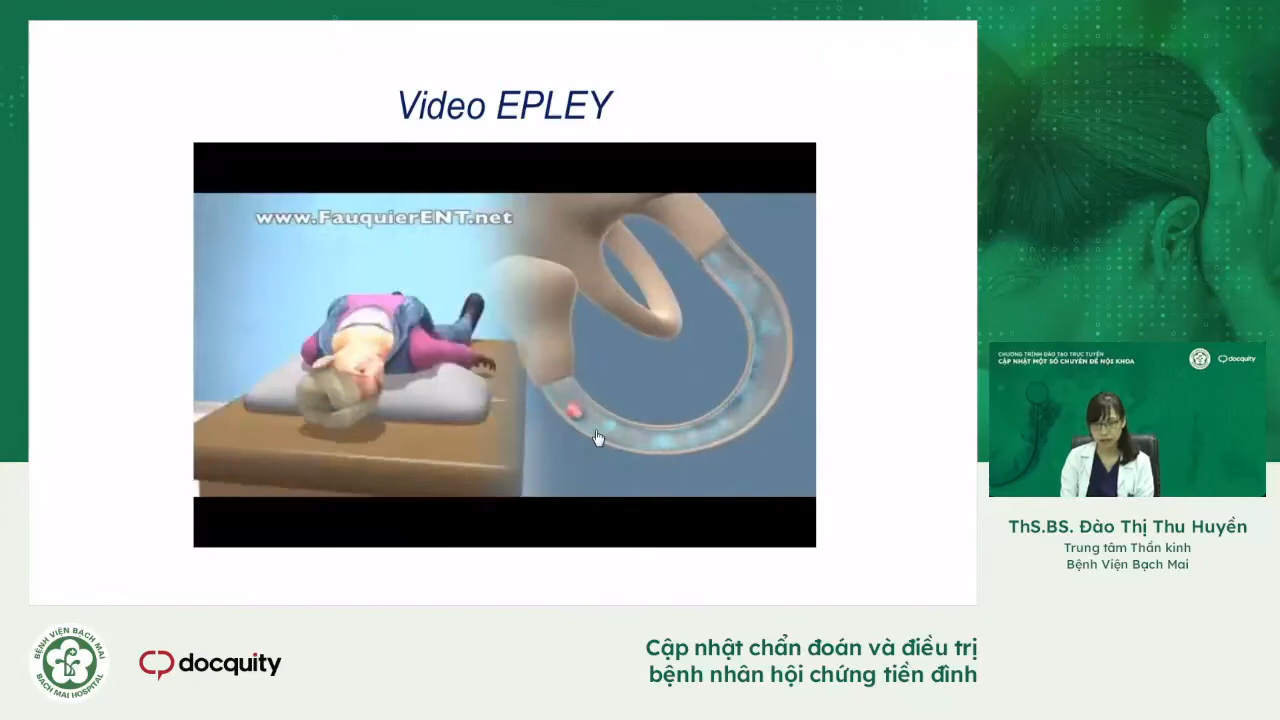 Video EPLEY
www.FauquierENT.net
CHƯƠNG TRÌNH ĐÀO TẠO TRỰC TUYẾN
CẬP NHẬT MỘT SỐ CHUYÊN ĐỀ NỘI KHOA
docquity
ThS.BS. Đào Thị Thu Huyền
Trung tâm Thần kinh
Bệnh Viện Bạch Mai
BỆNH VIỆN BẠCH MAI
BACH MAI HOSPITAL
docquity
Cập nhật chẩn đoán và điều trị
bệnh nhân hội chứng tiền đình